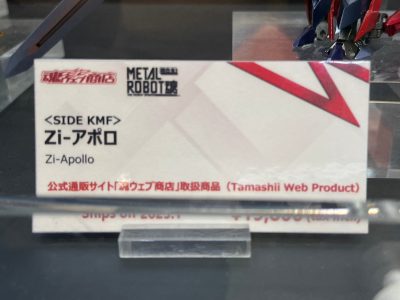 魂ウェブ商店 METAL ROBOT魂
<SIDE KMF>
Zi-アポロ
Zi-Apollo
公式通販サイト「魂ウェブ商店」取扱商品（Tamashii Web Product）
Ships on